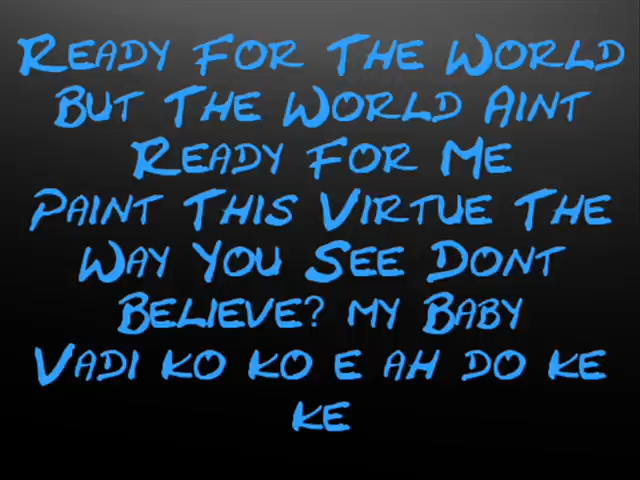 Ready For The World
But The World Aint
Ready For Me
Paint This Virtue The
Way You See Dont
Believe? my Baby
Vadi ko ko e ah do ke
ke